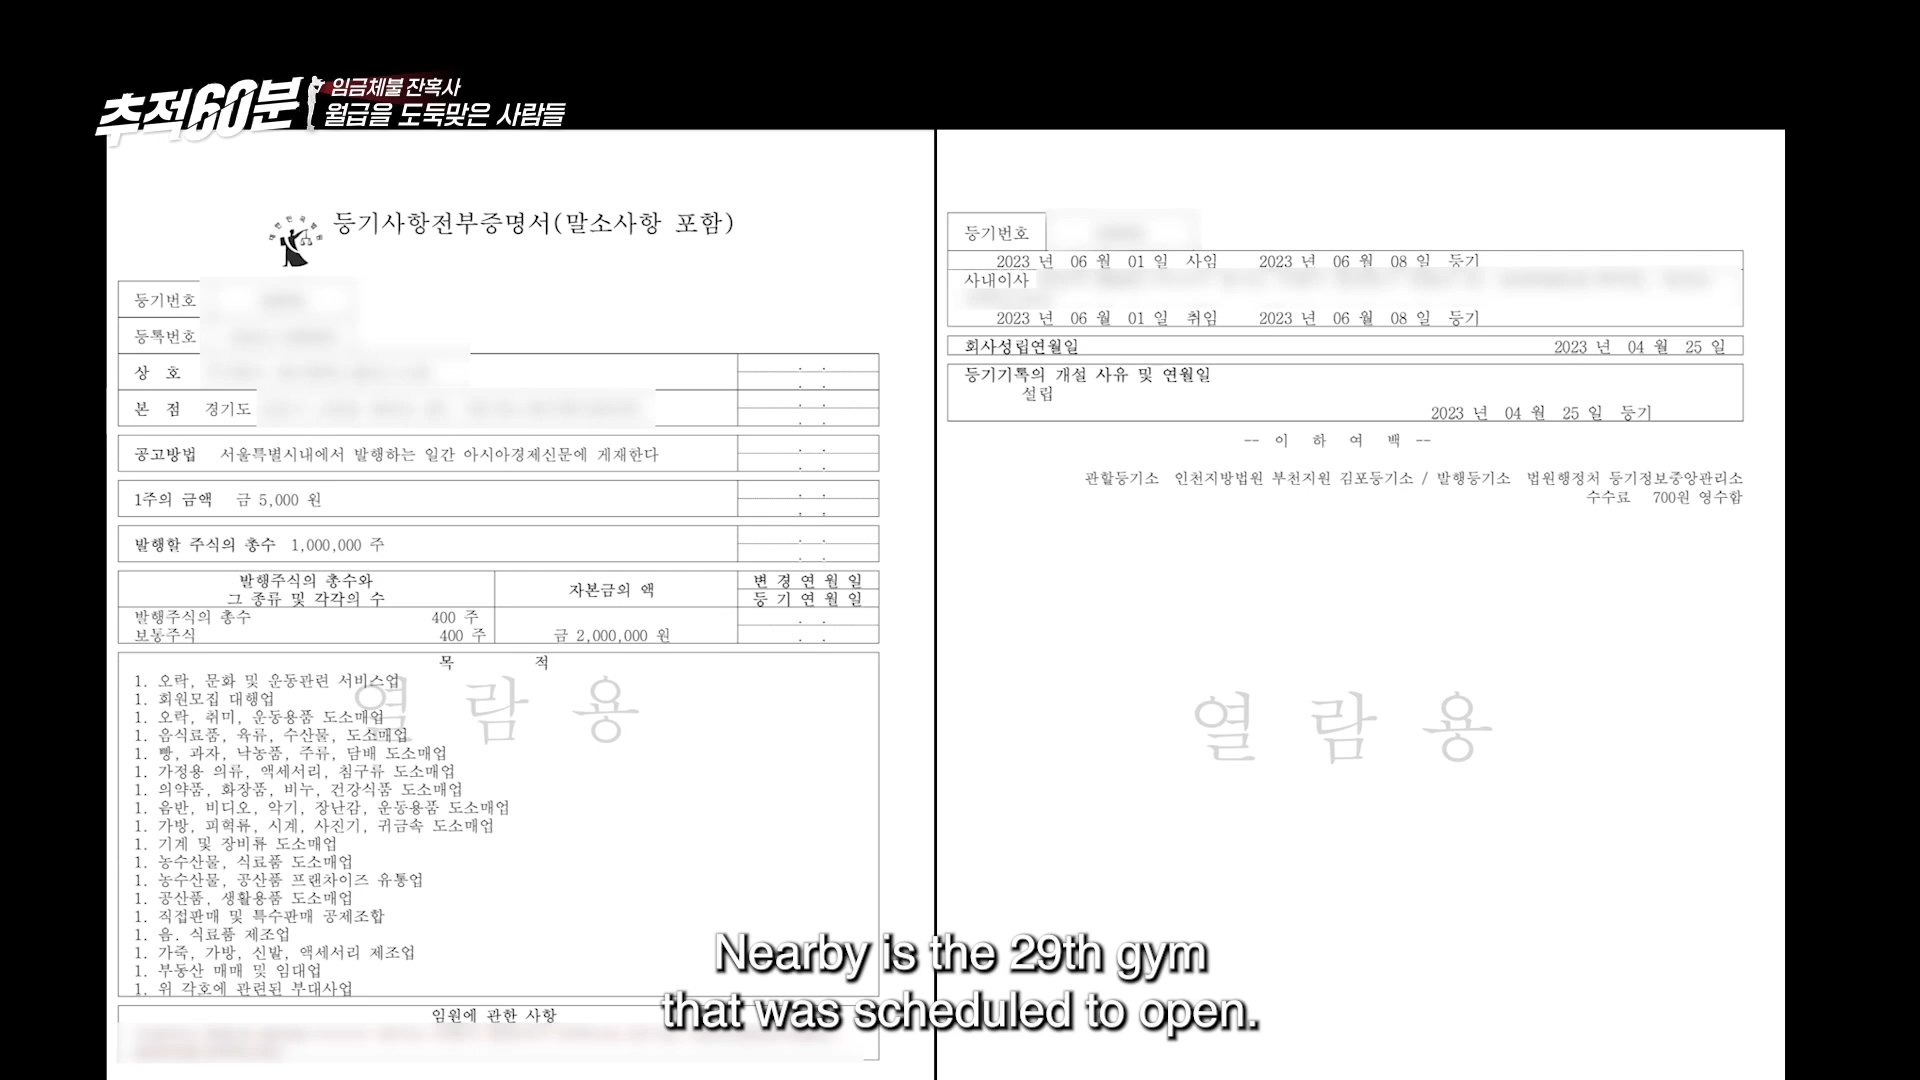 추적60분
임금체불 잔혹사
월급을 도둑맞은 사람들
대한민국법원
등기사항전부증명서(말소사항 포함)
등기번호
등록번호
상 호
본 점 경기도
공고방법 서울특별시내에서 발행하는 일간 아시아경제신문에 게재한다
1주의 금액 금 5,000 원
발행할 주식의 총수 1,000,000 주
발행주식의 총수와
그 종류 및 각각의 수
자본금의 액
변 경 연 월 일
등 기 연 월 일
발행주식의 총수 400 주
보통주식 400 주
금 2,000,000 원
목 적
1. 오락, 문화 및 운동관련 서비스업
1. 회원모집 대행업
1. 오락, 취미, 운동용품 도소매업
1. 음식료품, 육류, 수산물, 도소매업
1. 빵, 과자, 낙농품, 주류, 담배 도소매업
1. 가정용 의류, 액세서리, 침구류 도소매업
1. 의약품, 화장품, 비누, 건강식품 도소매업
1. 음반, 비디오, 악기, 장난감, 운동용품 도소매업
1. 가방, 피혁류, 시계, 사진기, 귀금속 도소매업
1. 기계 및 장비류 도소매업
1. 농수산물, 식료품 도소매업
1. 농수산물, 공산품 프랜차이즈 유통업
1. 공산품, 생활용품 도소매업
1. 직접판매 및 특수판매 공제조합
1. 음. 식료품 제조업
1. 가죽, 가방, 신발, 액세서리 제조업
1. 부동산 매매 및 임대업
1. 위 각호에 관련된 부대사업
열 람 용
임원에 관한 사항
등기번호
2023 년 06 월 01 일 사임 2023 년 06 월 08 일 등기
사내이사
2023 년 06 월 01 일 취임 2023 년 06 월 08 일 등기
회사성립연월일 2023 년 04 월 25 일
등기기록의 개설 사유 및 연월일
설립
2023 년 04 월 25 일 등기
-- 이 하 여 백 --
관할등기소 인천지방법원 부천지원 김포등기소 / 발행등기소 법원행정처 등기정보중앙관리소
수수료 700원 영수함
열 람 용
Nearby is the 29th gym
that was scheduled to open.